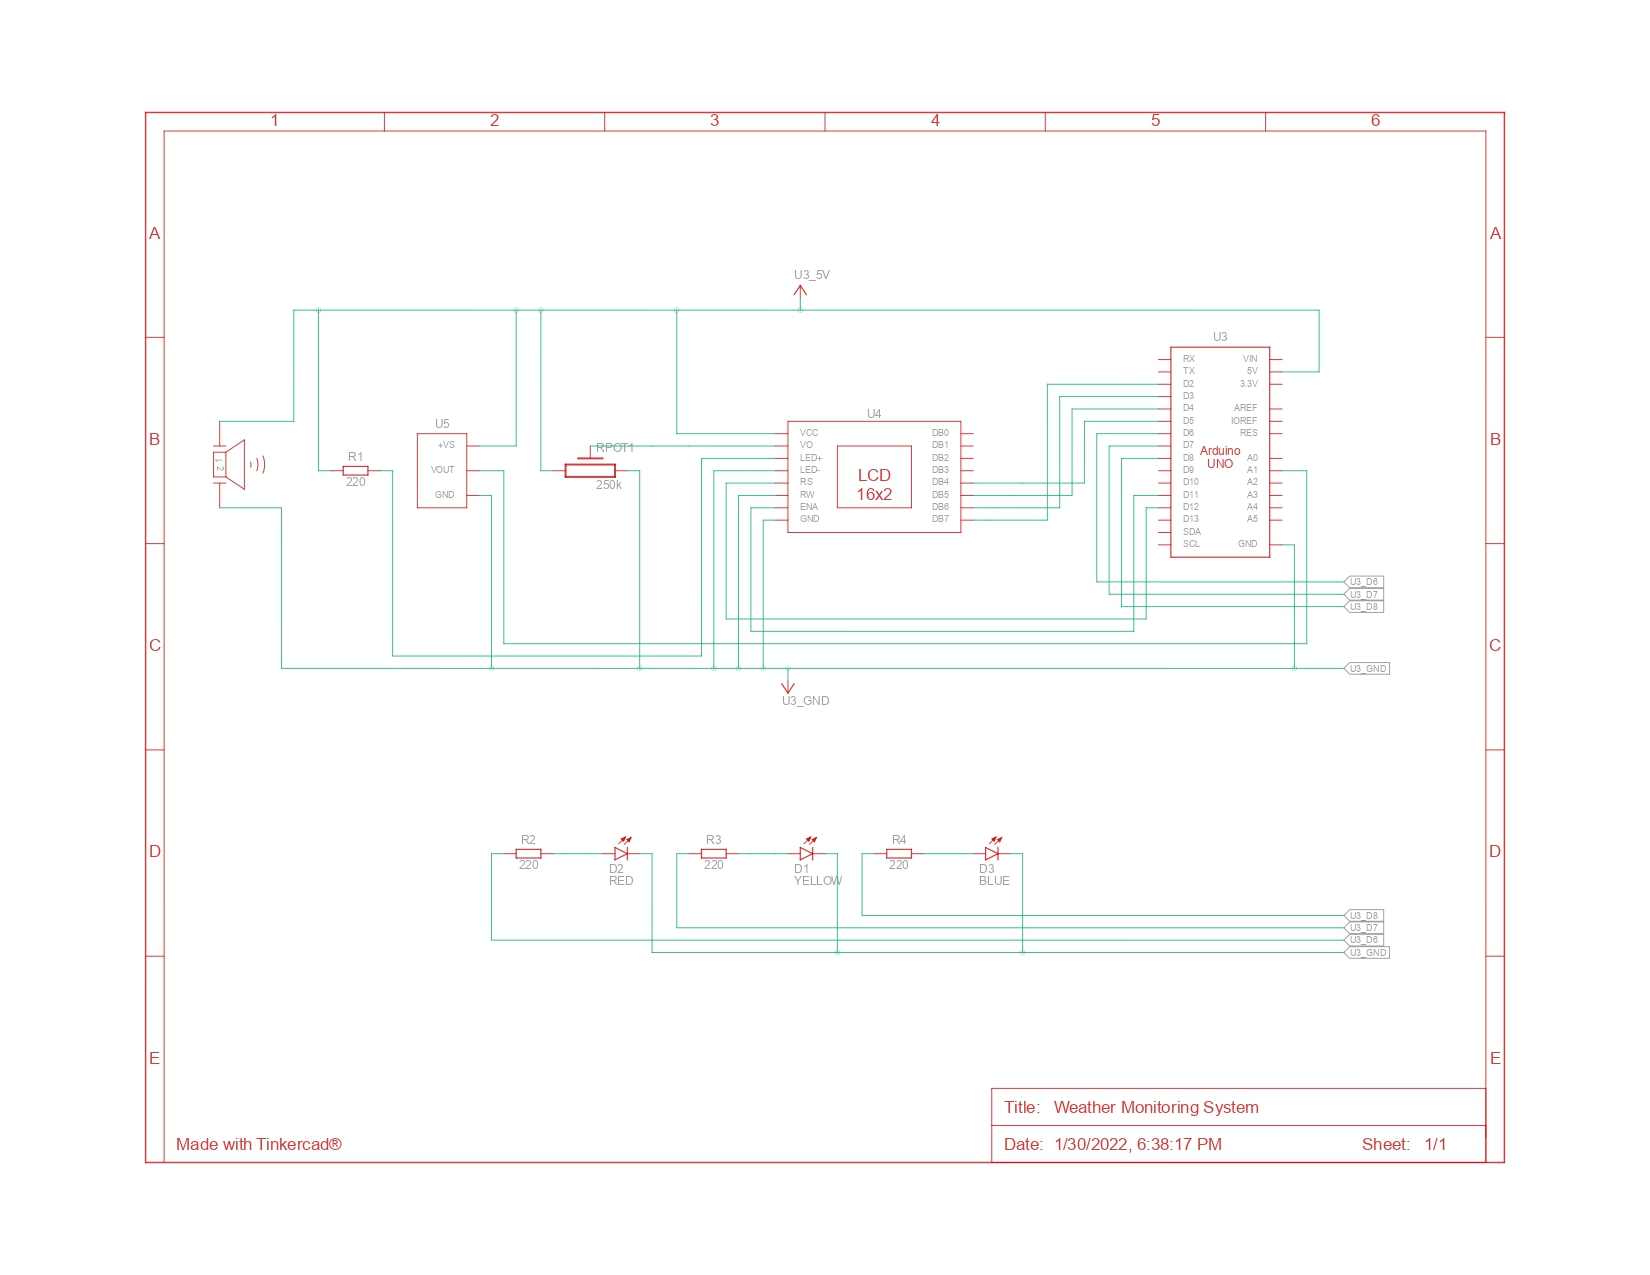 1 2 3 4 5 6
A A
U3_5V
U3
RX VIN
TX 5V
D2 3.3V
D3
D4 AREF
D5 IOREF
D6 RES
D7
D8 A0
D9 A1
D10 A2
D11 A3
D12 A4
D13 A5
SDA
SCL GND
Arduino
UNO
B B
1 2
R1
220
U5
+VS
VOUT
GND
RPOT1
250k
U4
VCC DB0
VO DB1
LED+ DB2
LED- DB3
RS DB4
RW DB5
ENA DB6
GND DB7
LCD
16x2
U3_D6
U3_D7
U3_D8
C C
U3_GND
U3_GND
R2
220
D2
RED
R3
220
D1
YELLOW
R4
220
D3
BLUE
D D
U3_D8
U3_D7
U3_D6
U3_GND
E E
Title: Weather Monitoring System
Made with Tinkercad®
Date: 1/30/2022, 6:38:17 PM Sheet: 1/1